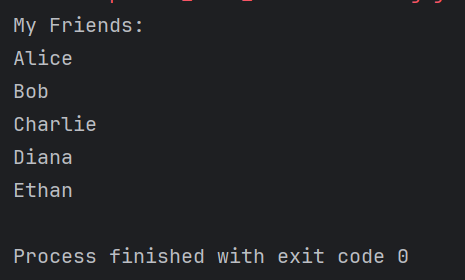 My Friends:
Alice
Bob
Charlie
Diana
Ethan
Process finished with exit code 0